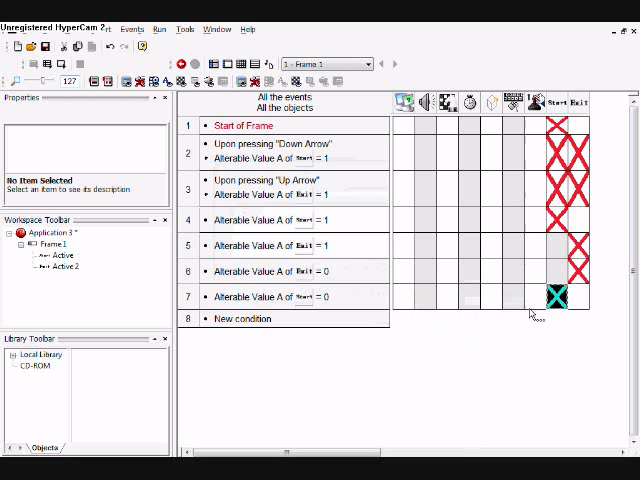 Unregistered HyperCam 2
rt Events Run Tools Window Help
1 - Frame 1
127
Properties
No Item Selected
Select an item to see its description
Workspace Toolbar
Application 3 *
Frame 1
Active
Active 2
Library Toolbar
Local Library
CD-ROM
Objects
All the events
All the objects
Start Exit
1 • Start of Frame
2 Upon pressing "Down Arrow"
• Alterable Value A of Start = 1
3 Upon pressing "Up Arrow"
• Alterable Value A of Exit = 1
4 • Alterable Value A of Start = 1
5 • Alterable Value A of Exit = 1
6 • Alterable Value A of Exit = 0
7 • Alterable Value A of Start = 0
8 • New condition